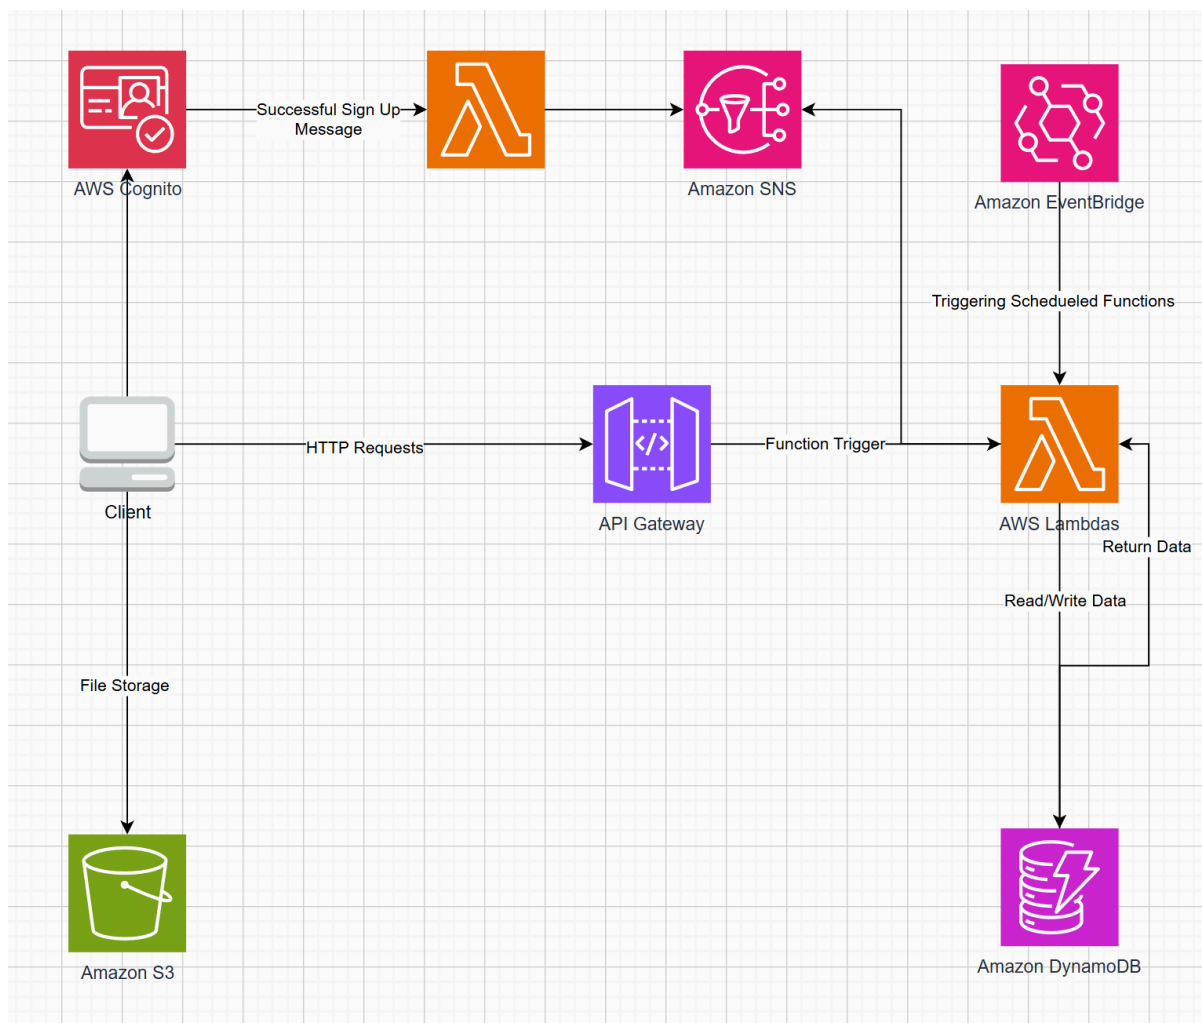 Successful Sign Up
Message
AWS Cognito
Amazon SNS
Amazon EventBridge
Triggering Schedueled Functions
HTTP Requests
Function Trigger
Client
API Gateway
AWS Lambdas
Return Data
Read/Write Data
File Storage
Amazon S3
Amazon DynamoDB